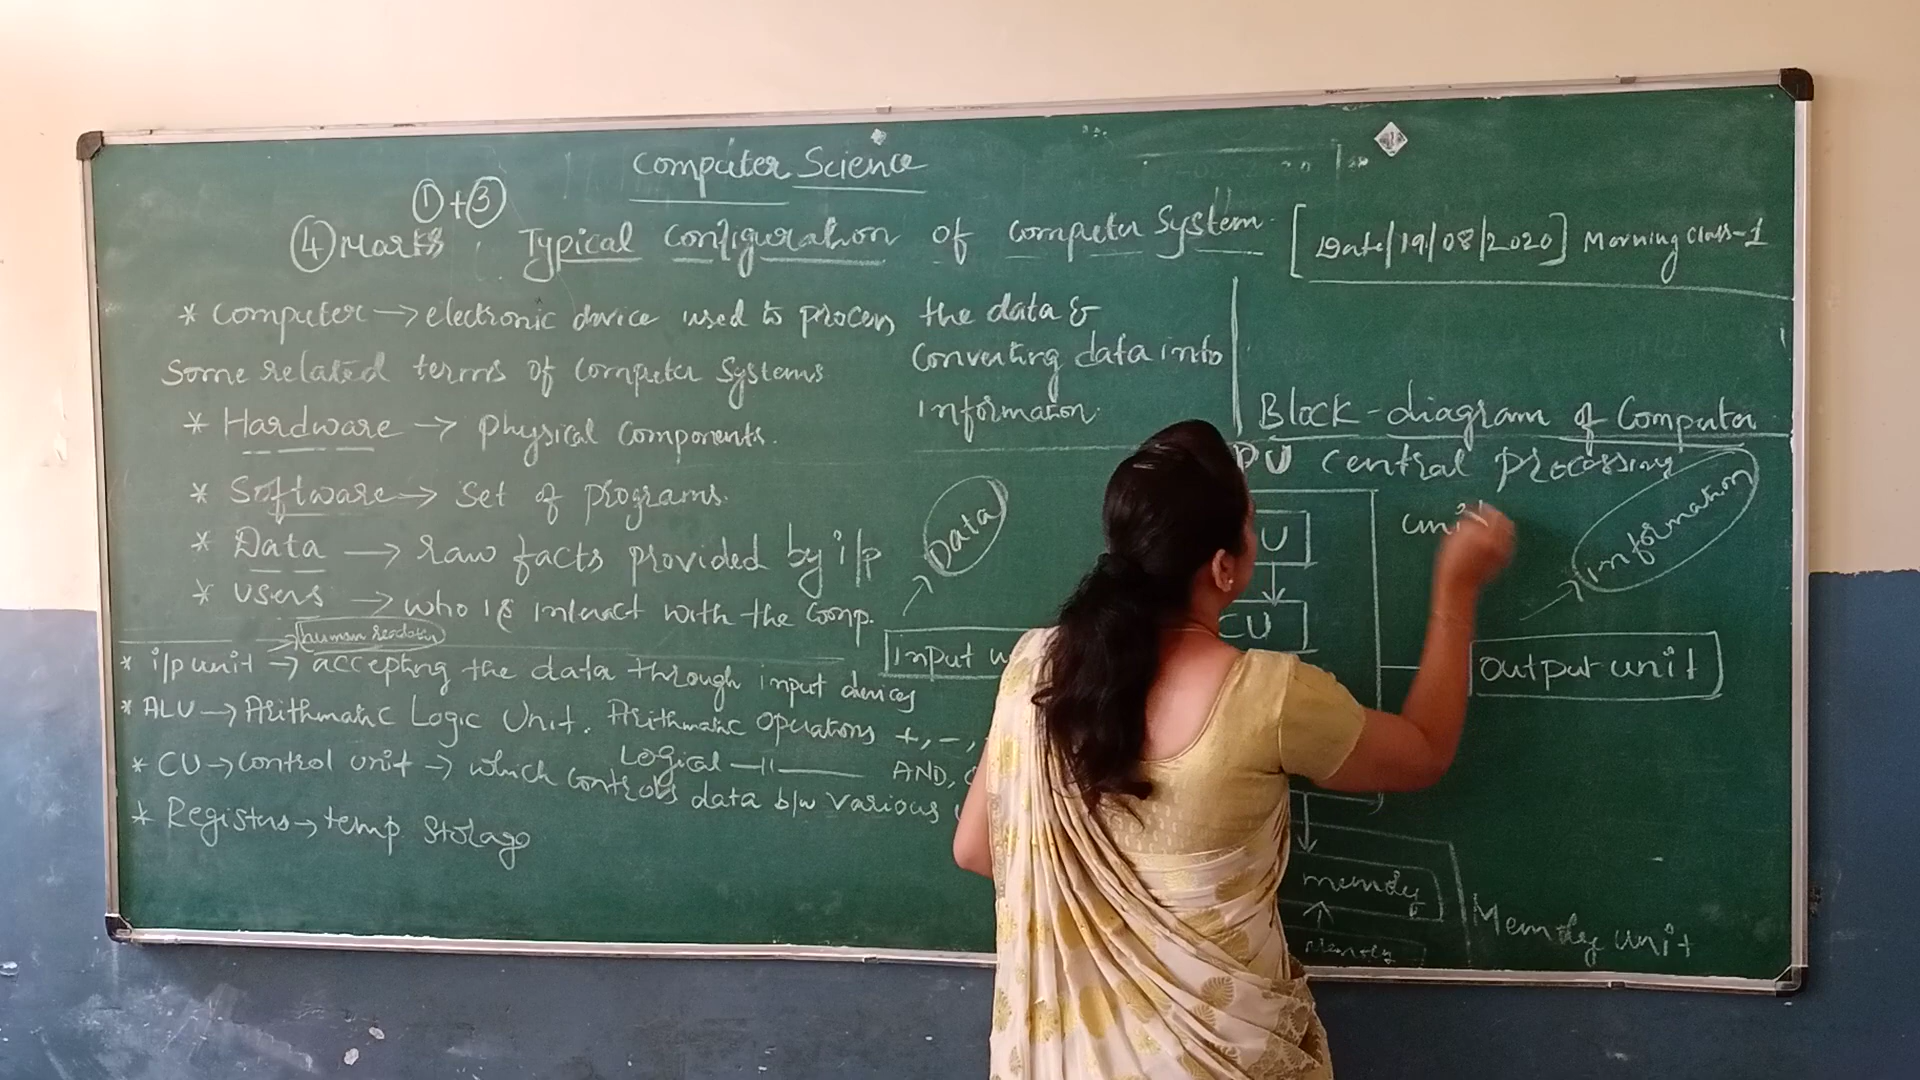 Computer Science
① + ③
④ Marks : Typical Configuration of Computer System [Date/19/08/2020] Morning class-1
* Computer → electronic device used to process the data &
Converting data into
information.
Some related terms of Computer Systems
* Hardware → physical components.
* Software → Set of programs.
* Data → raw facts provided by i/p
* users → who is interact with the Comp.
human
* i/p unit → accepting the data through input devices
* ALU → Arithmatic Logic Unit. Arithmatic operations +, -,
Logical —11— AND,
* CU → Control unit → which controls data b/w various
* Registers → temp Storage
Block-diagram of Computer
PU Central Processing
unit
Data
information
input
U
CU
output unit
memory
memory
Memory unit